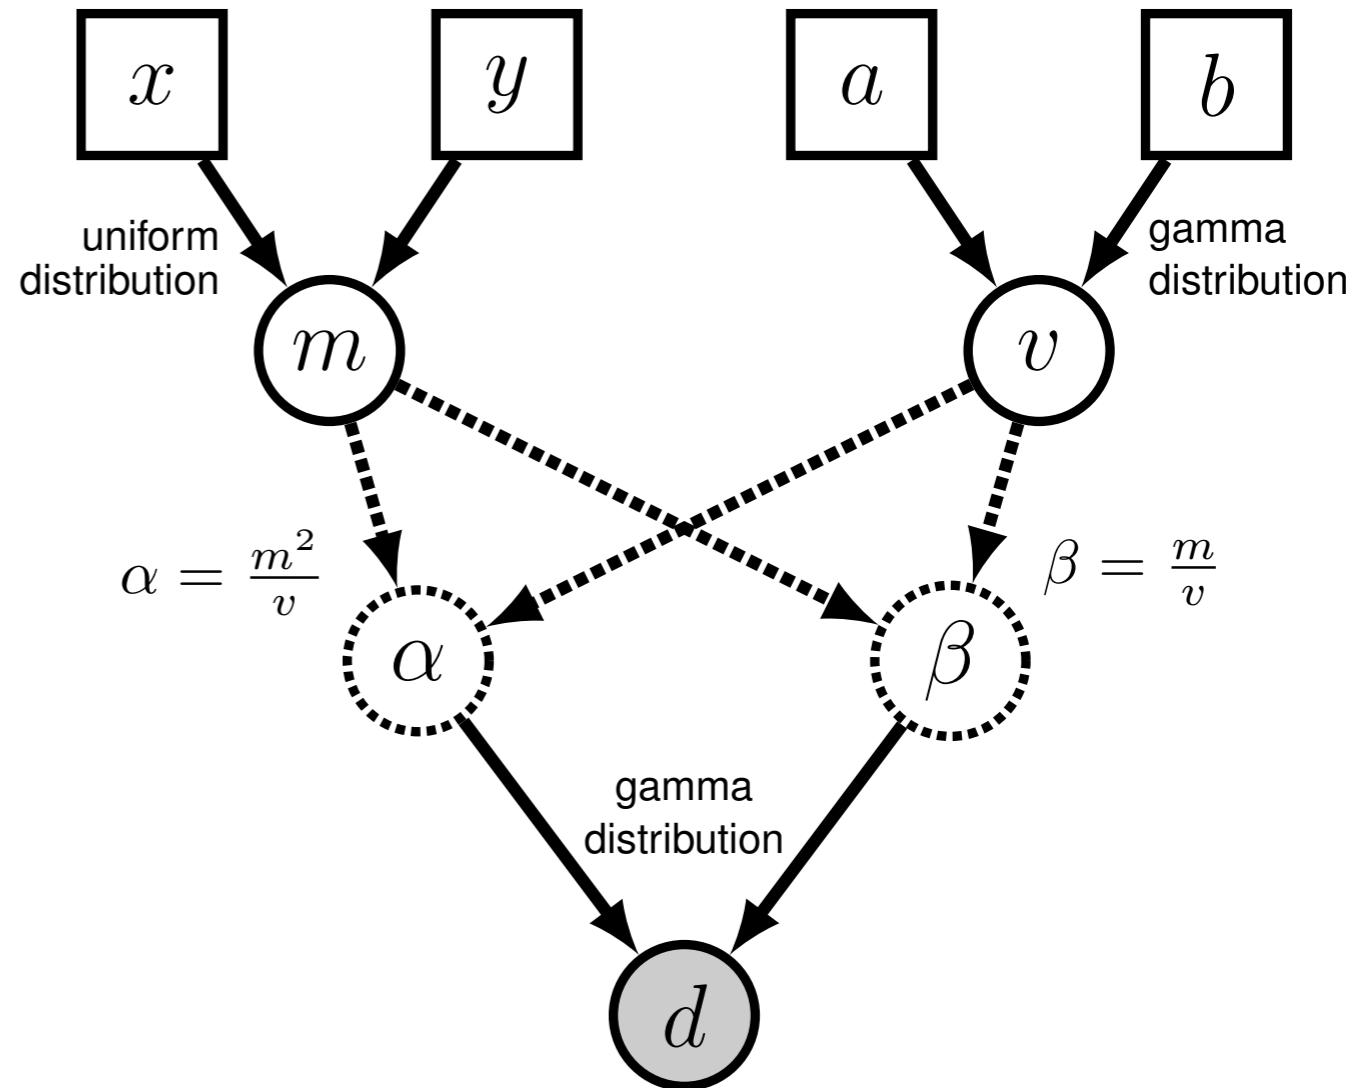 x y a b
uniform
distribution
gamma
distribution
m v
α = m²/v
β = m/v
α β
gamma
distribution
d